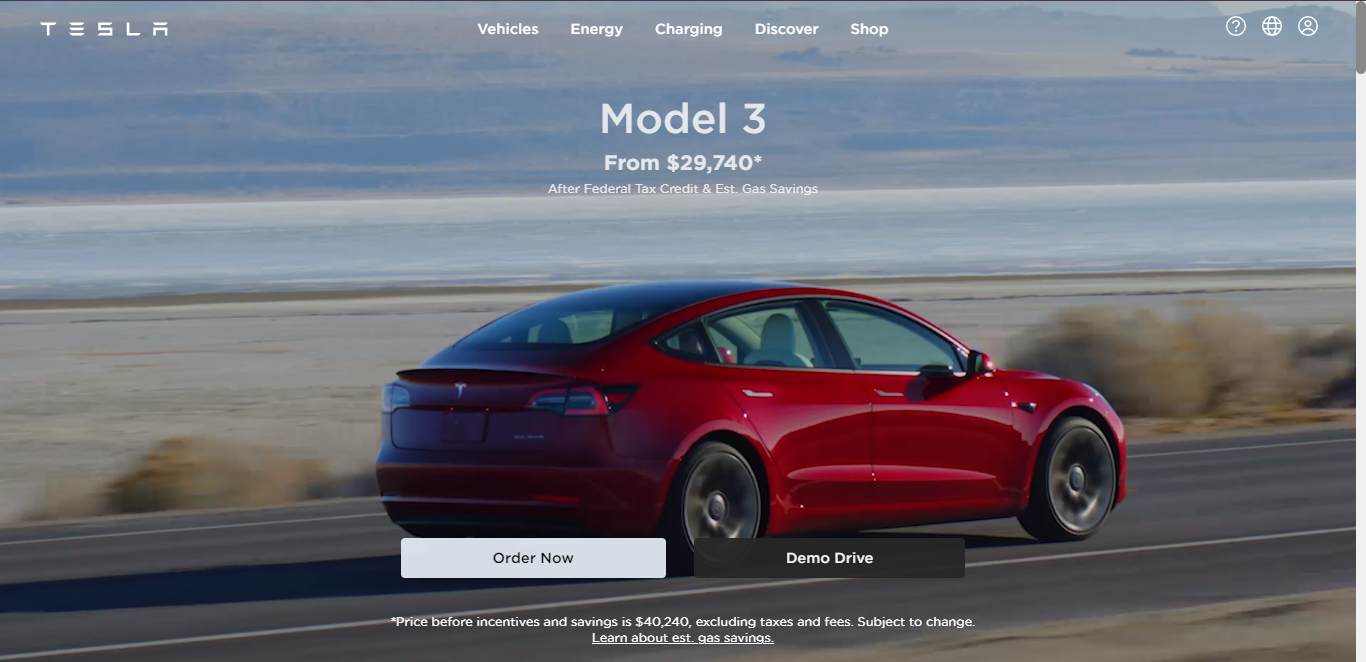 TESLA
Vehicles Energy Charging Discover Shop
Model 3
From $29,740*
After Federal Tax Credit & Est. Gas Savings
Order Now
Demo Drive
*Price before incentives and savings is $40,240, excluding taxes and fees. Subject to change.
Learn about est. gas savings.